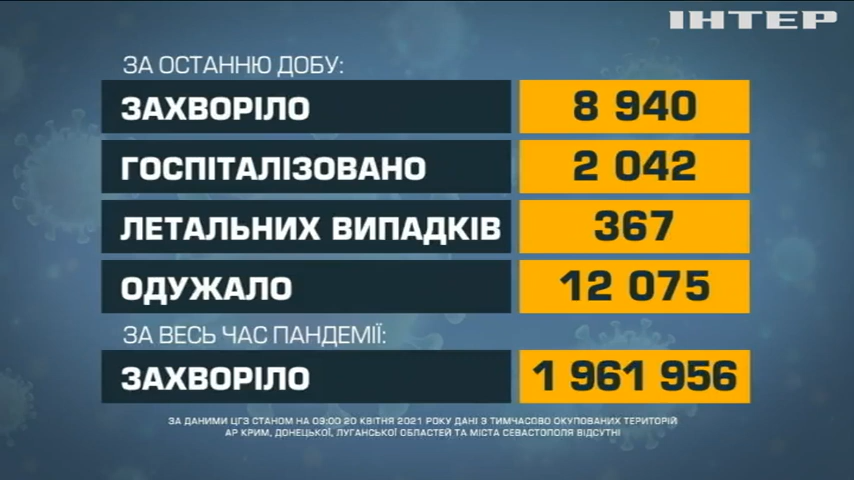 ІНТЕР
ЗА ОСТАННЮ ДОБУ:
ЗАХВОРІЛО 8 940
ГОСПІТАЛІЗОВАНО 2 042
ЛЕТАЛЬНИХ ВИПАДКІВ 367
ОДУЖАЛО 12 075
ЗА ВЕСЬ ЧАС ПАНДЕМІЇ:
ЗАХВОРІЛО 1 961 956
ЗА ДАНИМИ ЦГЗ СТАНОМ НА 09:00 20 КВІТНЯ 2021 РОКУ ДАНІ З ТИМЧАСОВО ОКУПОВАНИХ ТЕРИТОРІЙ
АР КРИМ, ДОНЕЦЬКОЇ, ЛУГАНСЬКОЇ ОБЛАСТЕЙ ТА МІСТА СЕВАСТОПОЛЯ ВІДСУТНІ